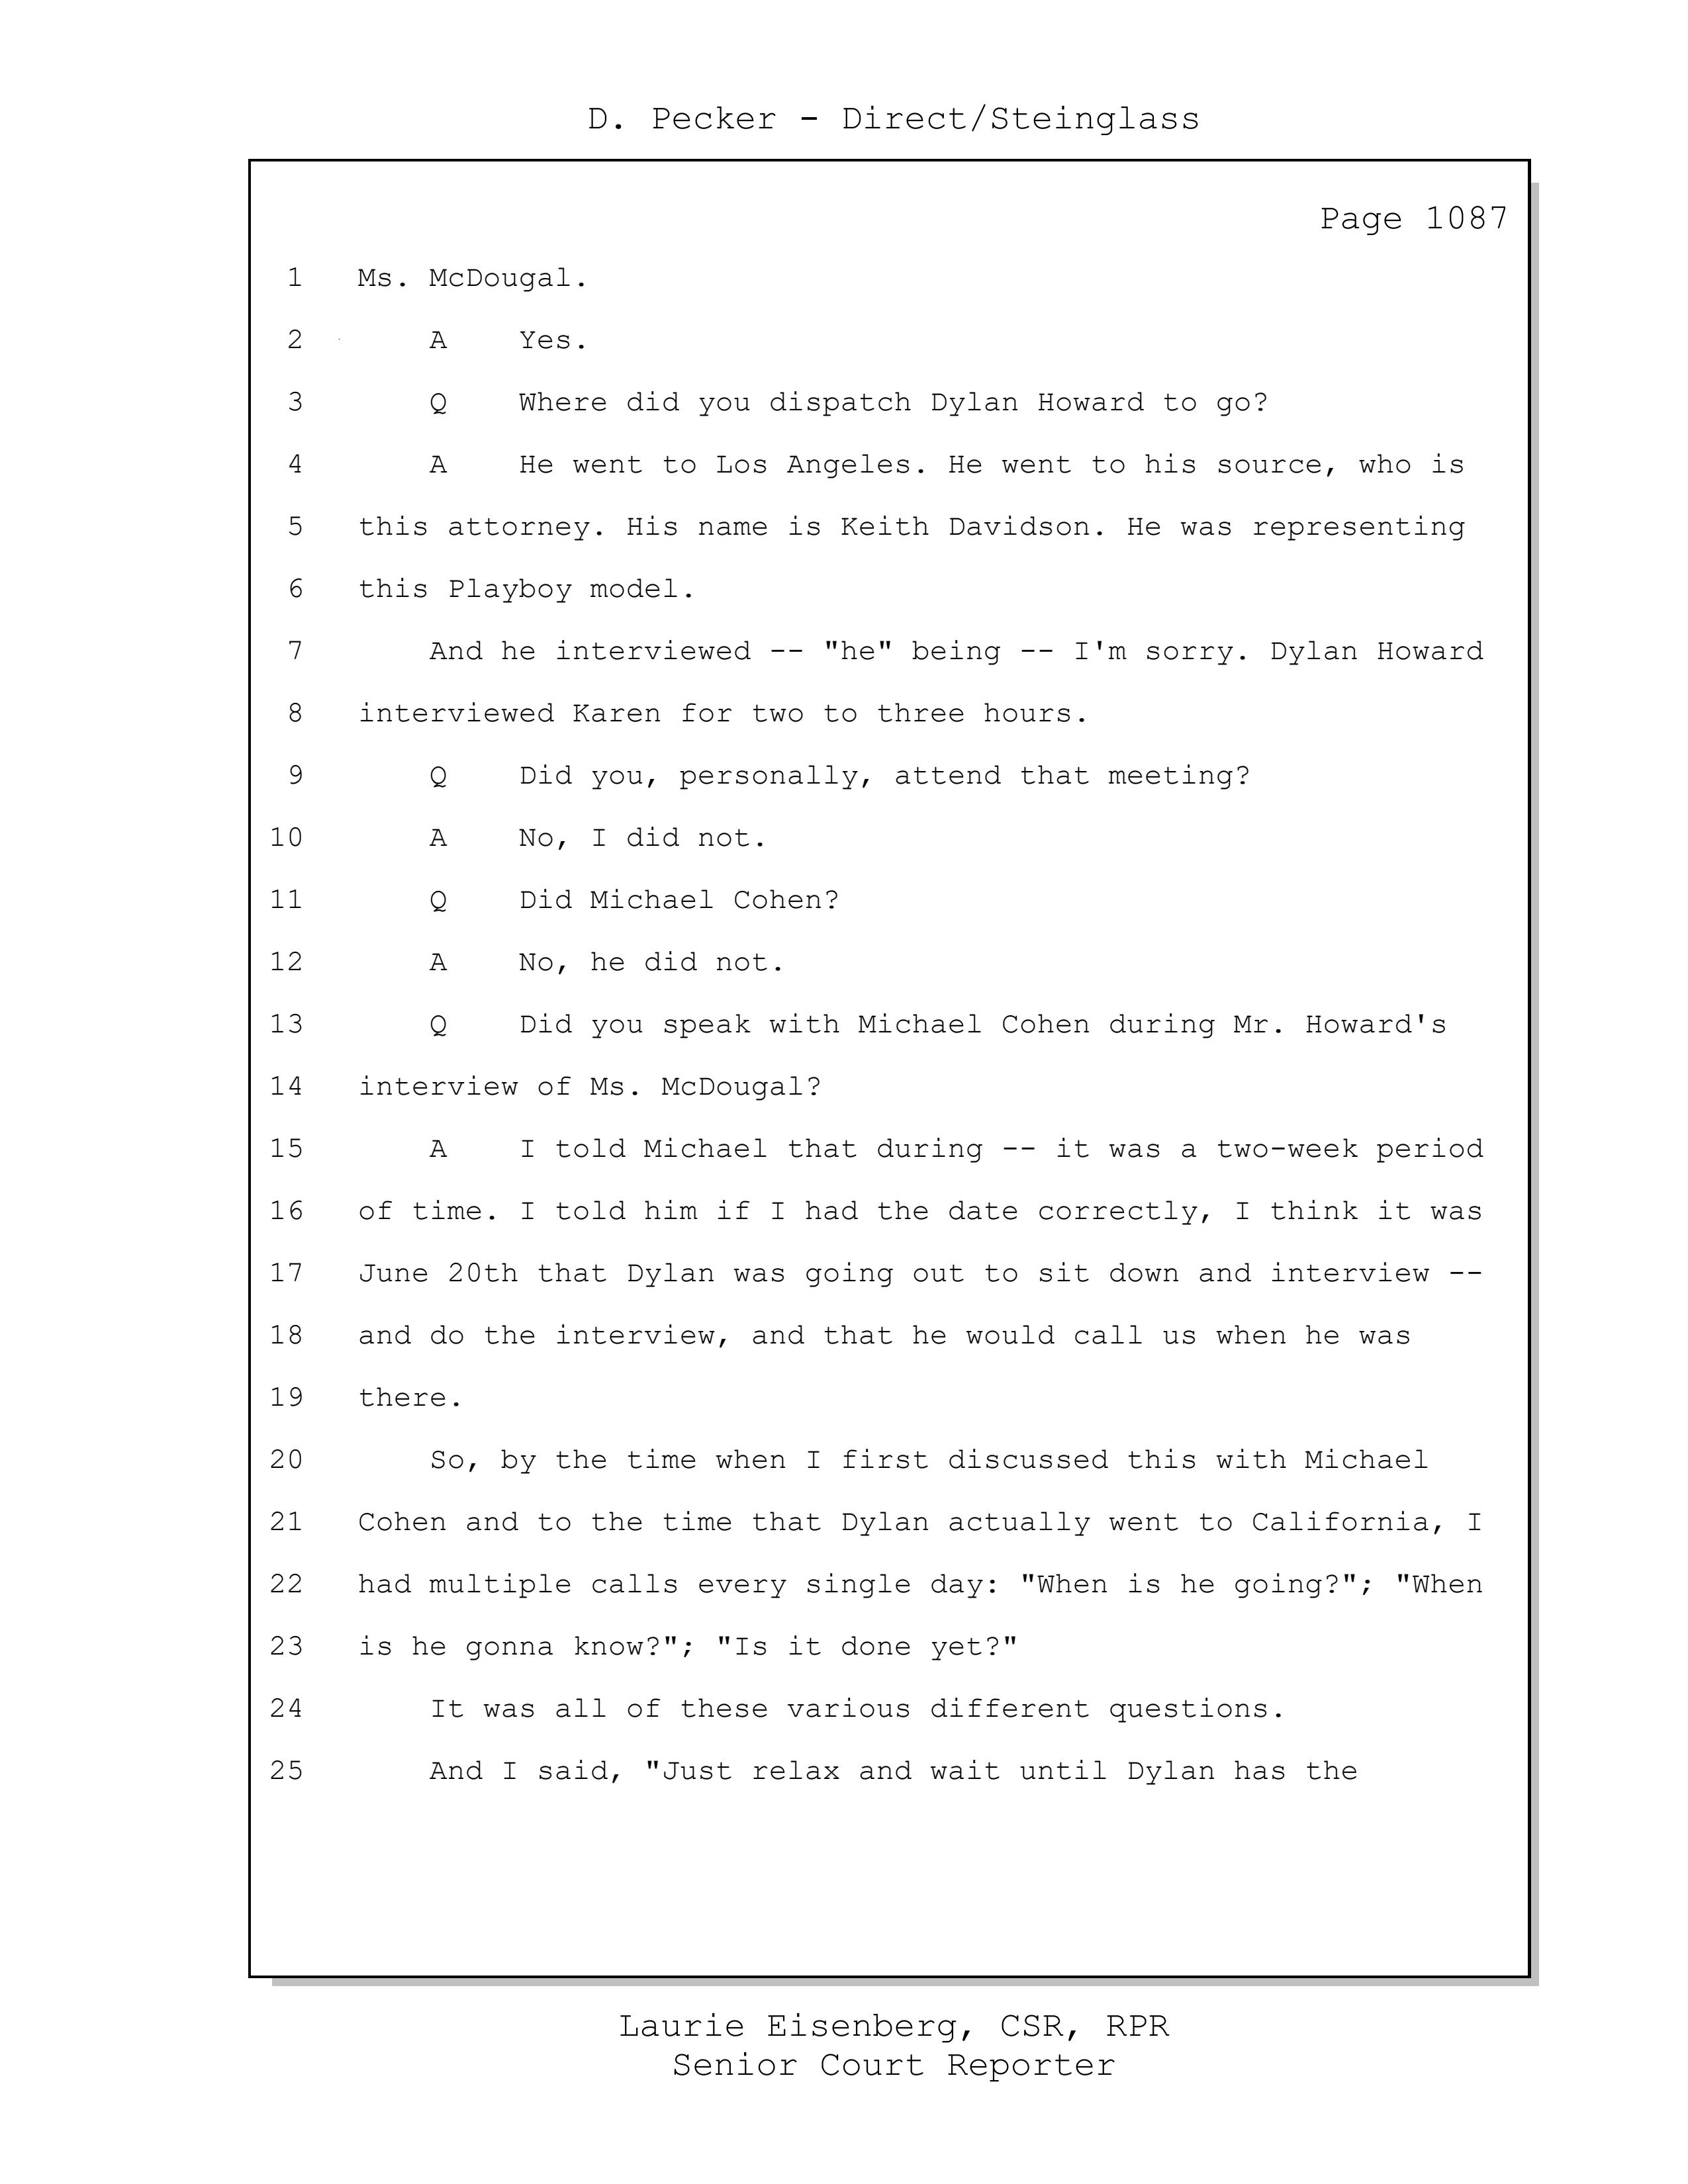 D. Pecker - Direct/Steinglass
Page 1087
1 Ms. McDougal.
2 A Yes.
3 Q Where did you dispatch Dylan Howard to go?
4 A He went to Los Angeles. He went to his source, who is
5 this attorney. His name is Keith Davidson. He was representing
6 this Playboy model.
7 And he interviewed -- "he" being -- I'm sorry. Dylan Howard
8 interviewed Karen for two to three hours.
9 Q Did you, personally, attend that meeting?
10 A No, I did not.
11 Q Did Michael Cohen?
12 A No, he did not.
13 Q Did you speak with Michael Cohen during Mr. Howard's
14 interview of Ms. McDougal?
15 A I told Michael that during -- it was a two-week period
16 of time. I told him if I had the date correctly, I think it was
17 June 20th that Dylan was going out to sit down and interview --
18 and do the interview, and that he would call us when he was
19 there.
20 So, by the time when I first discussed this with Michael
21 Cohen and to the time that Dylan actually went to California, I
22 had multiple calls every single day: "When is he going?"; "When
23 is he gonna know?"; "Is it done yet?"
24 It was all of these various different questions.
25 And I said, "Just relax and wait until Dylan has the
Laurie Eisenberg, CSR, RPR
Senior Court Reporter